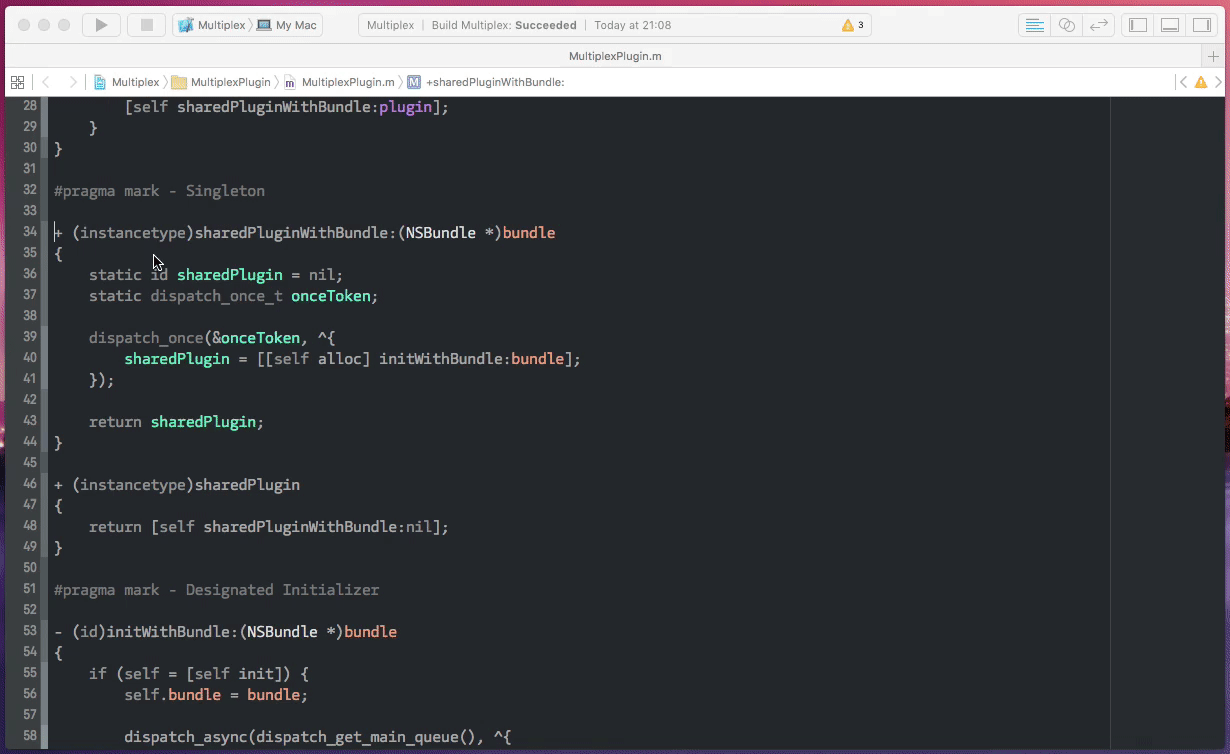 Multiplex My Mac Multiplex | Build Multiplex: Succeeded | Today at 21:08 3
MultiplexPlugin.m
Multiplex MultiplexPlugin m MultiplexPlugin.m M +sharedPluginWithBundle:
28 [self sharedPluginWithBundle:plugin];
29 }
30 }
31
32 #pragma mark - Singleton
33
34 + (instancetype)sharedPluginWithBundle:(NSBundle *)bundle
35 {
36 static id sharedPlugin = nil;
37 static dispatch_once_t onceToken;
38
39 dispatch_once(&onceToken, ^{
40 sharedPlugin = [[self alloc] initWithBundle:bundle];
41 });
42
43 return sharedPlugin;
44 }
45
46 + (instancetype)sharedPlugin
47 {
48 return [self sharedPluginWithBundle:nil];
49 }
50
51 #pragma mark - Designated Initializer
52
53 - (id)initWithBundle:(NSBundle *)bundle
54 {
55 if (self = [self init]) {
56 self.bundle = bundle;
57
58 dispatch_async(dispatch_get_main_queue(), ^{